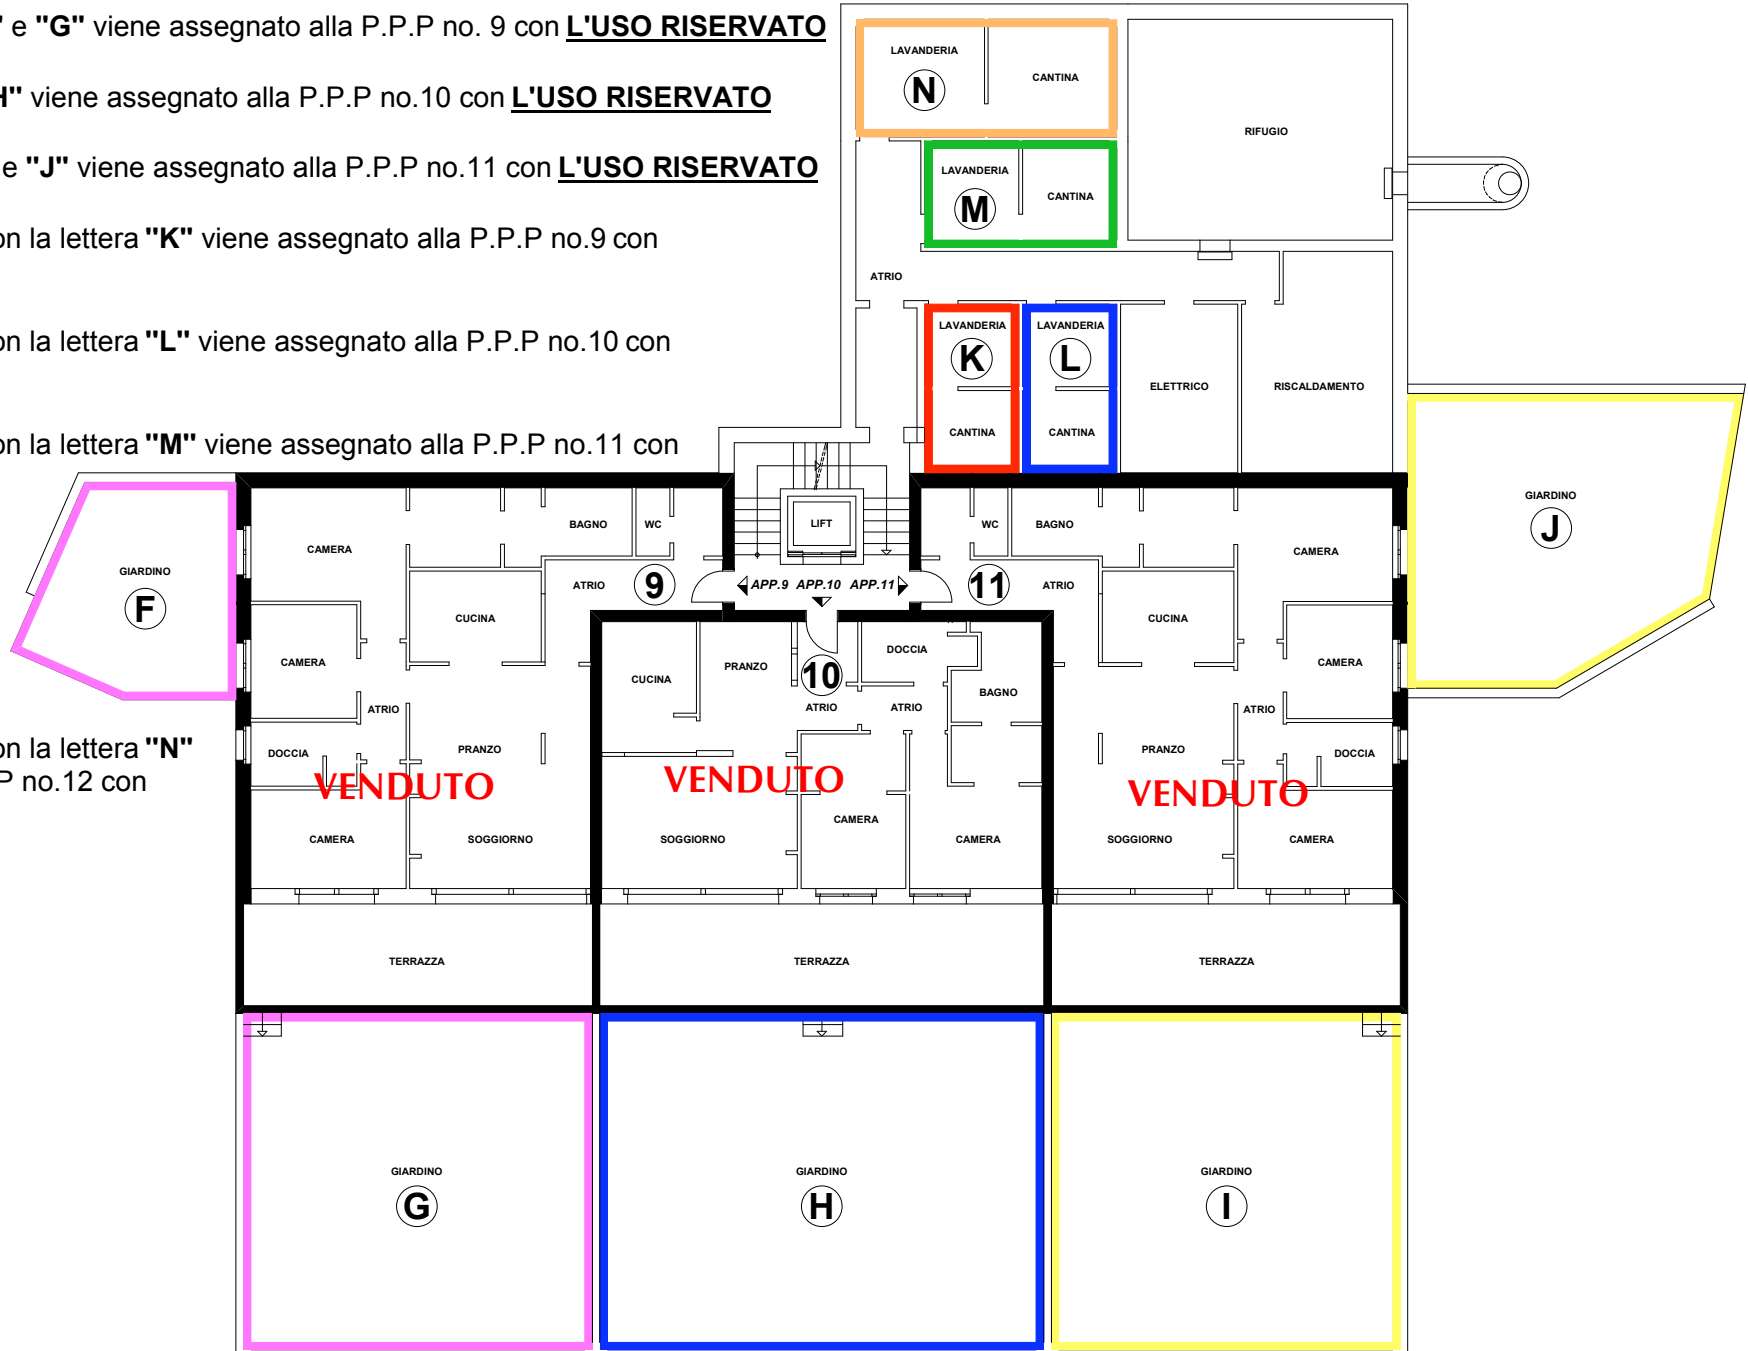 " e "G" viene assegnato alla P.P.P no. 9 con L'USO RISERVATO
H" viene assegnato alla P.P.P no.10 con L'USO RISERVATO
e "J" viene assegnato alla P.P.P no.11 con L'USO RISERVATO
on la lettera "K" viene assegnato alla P.P.P no.9 con
on la lettera "L" viene assegnato alla P.P.P no.10 con
on la lettera "M" viene assegnato alla P.P.P no.11 con
on la lettera "N"
P no.12 con
LAVANDERIA
N
CANTINA
RIFUGIO
LAVANDERIA
M
CANTINA
ATRIO
LAVANDERIA
K
CANTINA
LAVANDERIA
L
CANTINA
ELETTRICO
RISCALDAMENTO
GIARDINO
J
GIARDINO
F
CAMERA
BAGNO
WC
LIFT
WC
BAGNO
CAMERA
ATRIO
9
APP.9 APP.10 APP.11
11
ATRIO
CUCINA
CUCINA
CAMERA
CUCINA
PRANZO
10
DOCCIA
BAGNO
CAMERA
ATRIO
ATRIO
ATRIO
ATRIO
DOCCIA
PRANZO
PRANZO
DOCCIA
VENDUTO
VENDUTO
VENDUTO
CAMERA
SOGGIORNO
SOGGIORNO
CAMERA
CAMERA
SOGGIORNO
CAMERA
TERRAZZA
TERRAZZA
TERRAZZA
GIARDINO
G
GIARDINO
H
GIARDINO
I